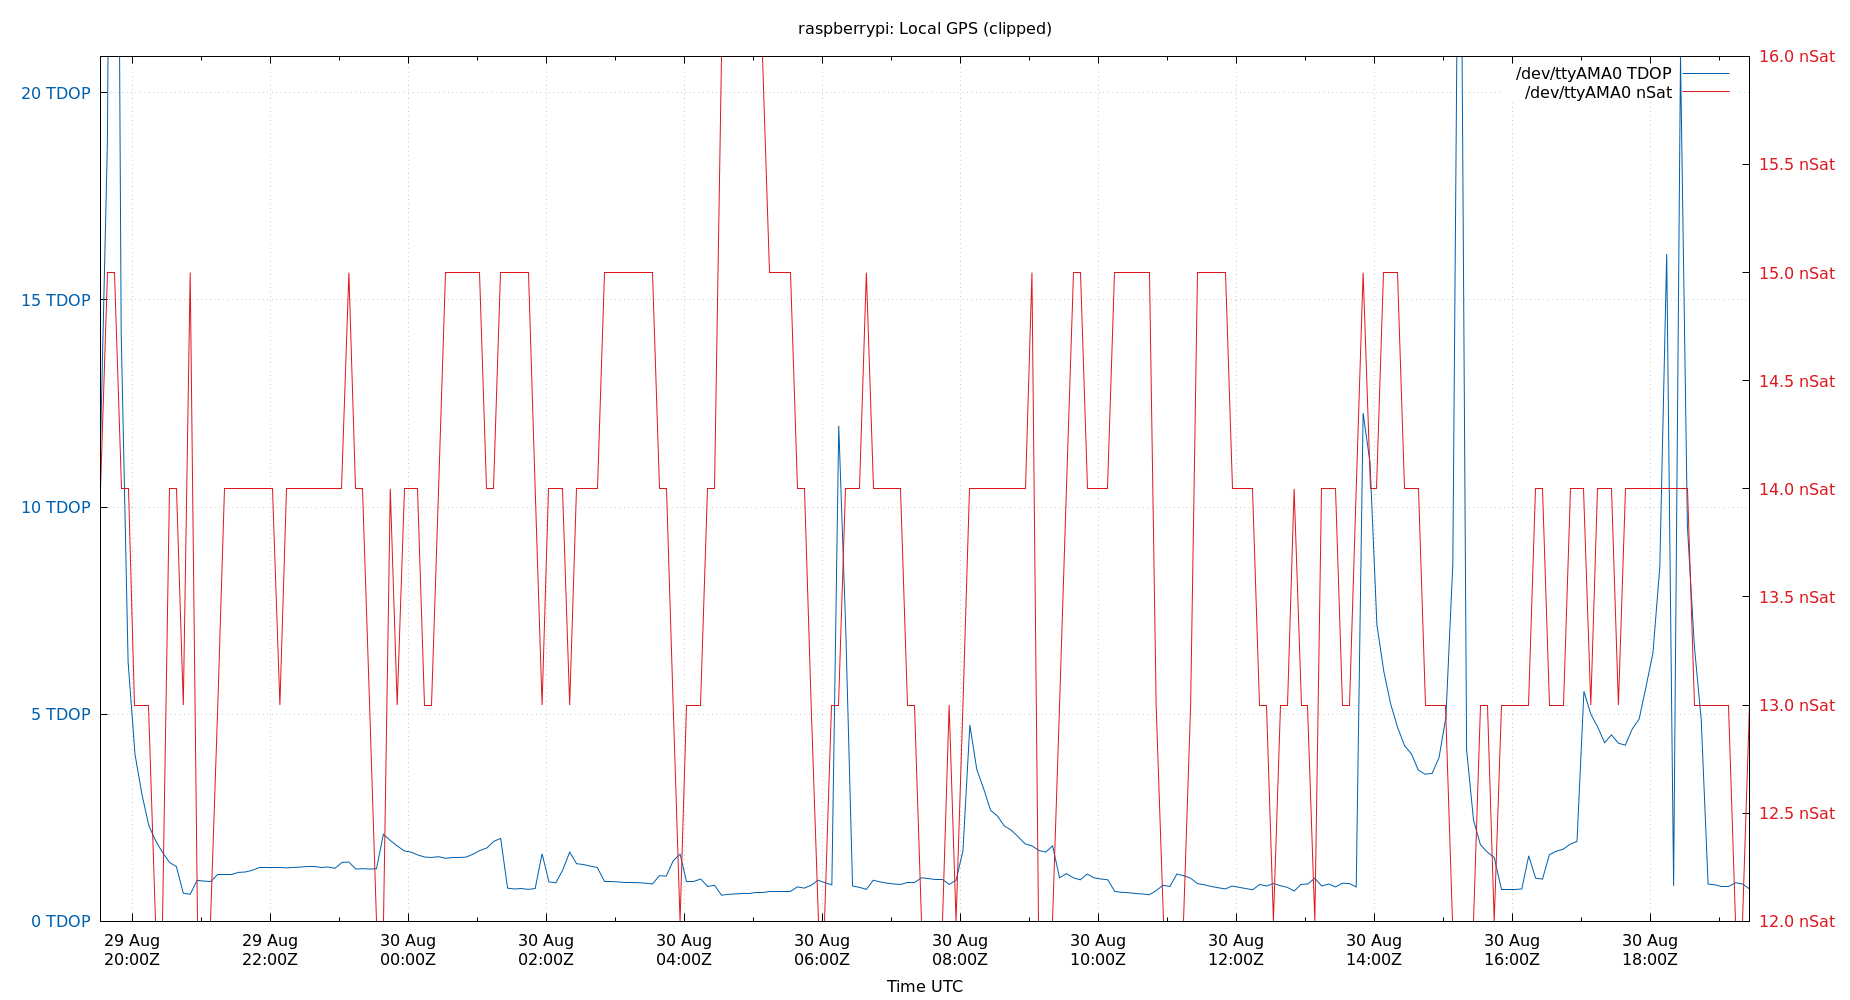 raspberrypi: Local GPS (clipped)
/dev/ttyAMA0 TDOP
/dev/ttyAMA0 nSat
20 TDOP
15 TDOP
10 TDOP
5 TDOP
0 TDOP
16.0 nSat
15.5 nSat
15.0 nSat
14.5 nSat
14.0 nSat
13.5 nSat
13.0 nSat
12.5 nSat
12.0 nSat
29 Aug 29 Aug 30 Aug 30 Aug 30 Aug 30 Aug 30 Aug 30 Aug 30 Aug 30 Aug 30 Aug 30 Aug
20:00Z 22:00Z 00:00Z 02:00Z 04:00Z 06:00Z 08:00Z 10:00Z 12:00Z 14:00Z 16:00Z 18:00Z
Time UTC